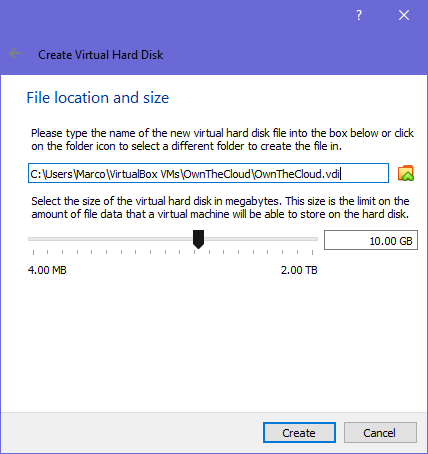 ?
Create Virtual Hard Disk
File location and size
Please type the name of the new virtual hard disk file into the box below or click
on the folder icon to select a different folder to create the file in.
C:\Users\Marco\VirtualBox VMs\OwnTheCloud\OwnTheCloud.vdi
Select the size of the virtual hard disk in megabytes. This size is the limit on the
amount of file data that a virtual machine will be able to store on the hard disk.
10.00 GB
4.00 MB 2.00 TB
Create Cancel